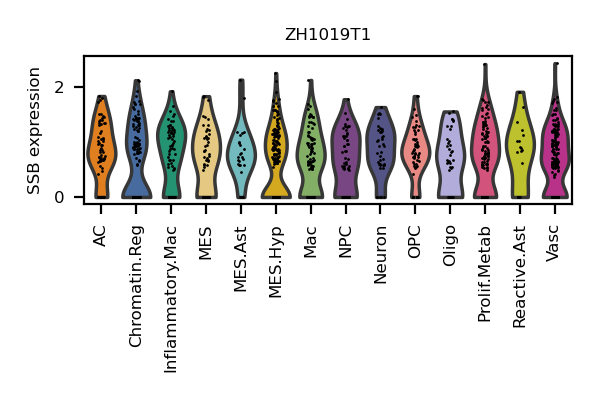 ZH1019T1
SSB expression
2
0
AC
Chromatin.Reg
Inflammatory.Mac
MES
MES.Ast
MES.Hyp
Mac
NPC
Neuron
OPC
Oligo
Prolif.Metab
Reactive.Ast
Vasc